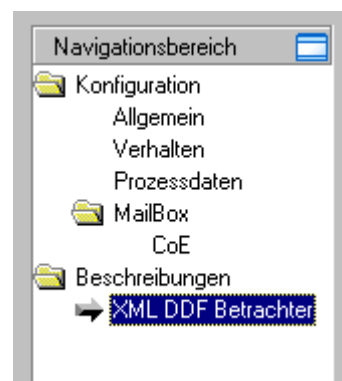 Navigationsbereich
Konfiguration
Allgemein
Verhalten
Prozessdaten
MailBox
CoE
Beschreibungen
XML DDF Betrachter